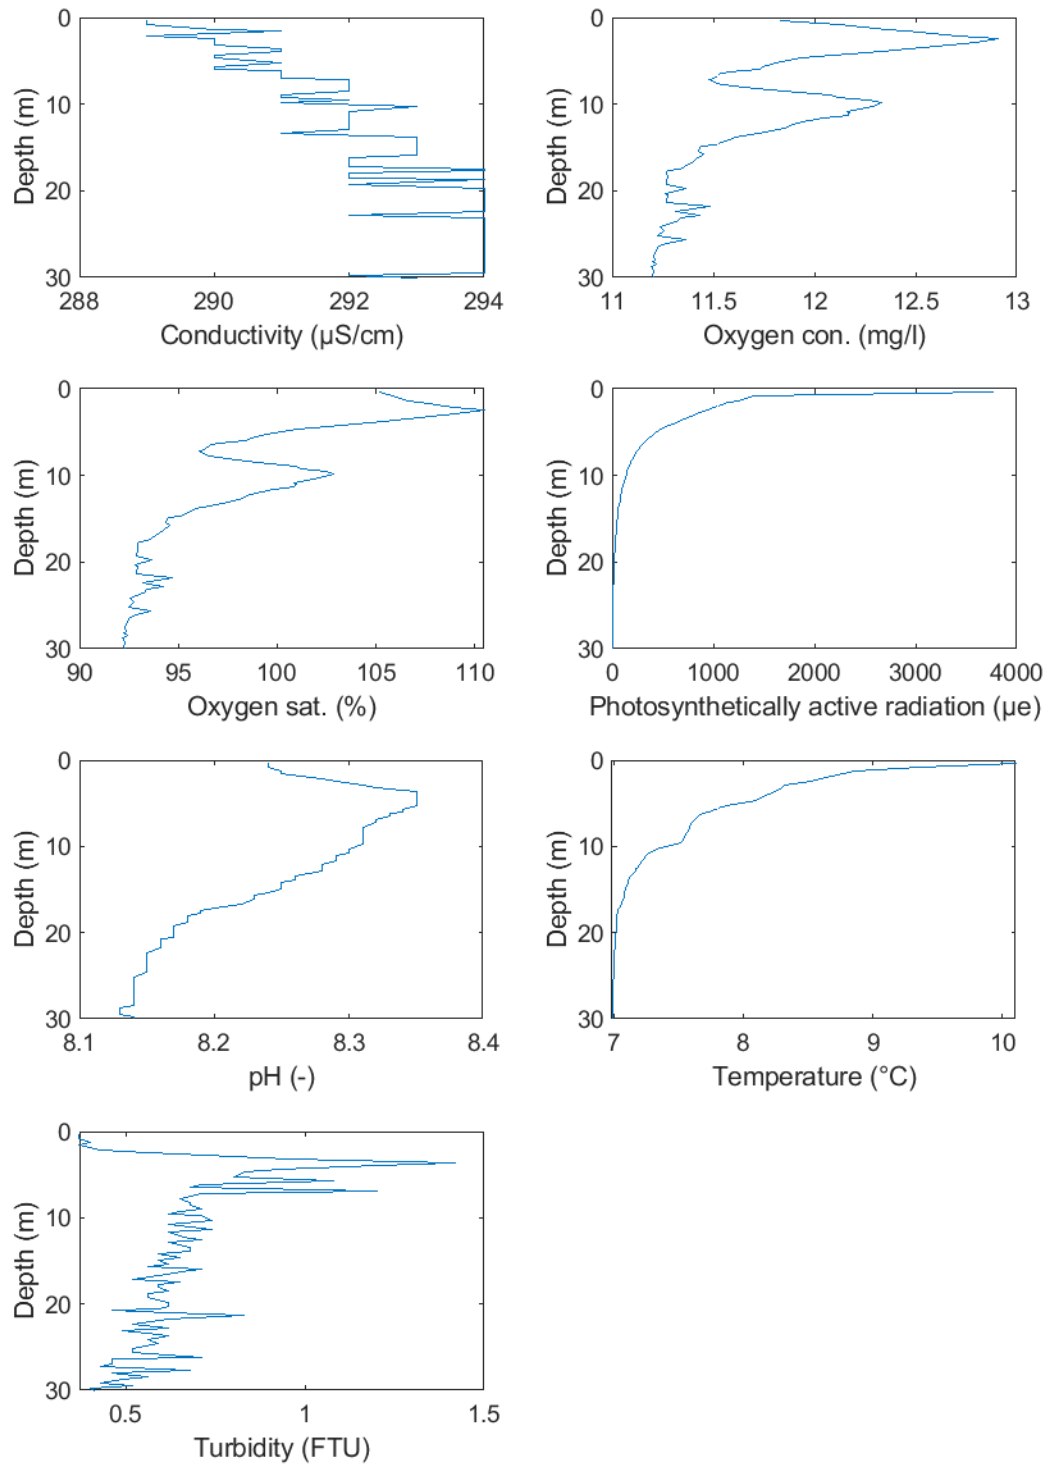 0
10
20
30
Depth (m)
288 290 292 294
Conductivity (µS/cm)
0
10
20
30
Depth (m)
11 11.5 12 12.5 13
Oxygen con. (mg/l)
0
10
20
30
Depth (m)
90 95 100 105 110
Oxygen sat. (%)
0
10
20
30
Depth (m)
0 1000 2000 3000 4000
Photosynthetically active radiation (µe)
0
10
20
30
Depth (m)
8.1 8.2 8.3 8.4
pH (-)
0
10
20
30
Depth (m)
7 8 9 10
Temperature (°C)
0
10
20
30
Depth (m)
0.5 1 1.5
Turbidity (FTU)